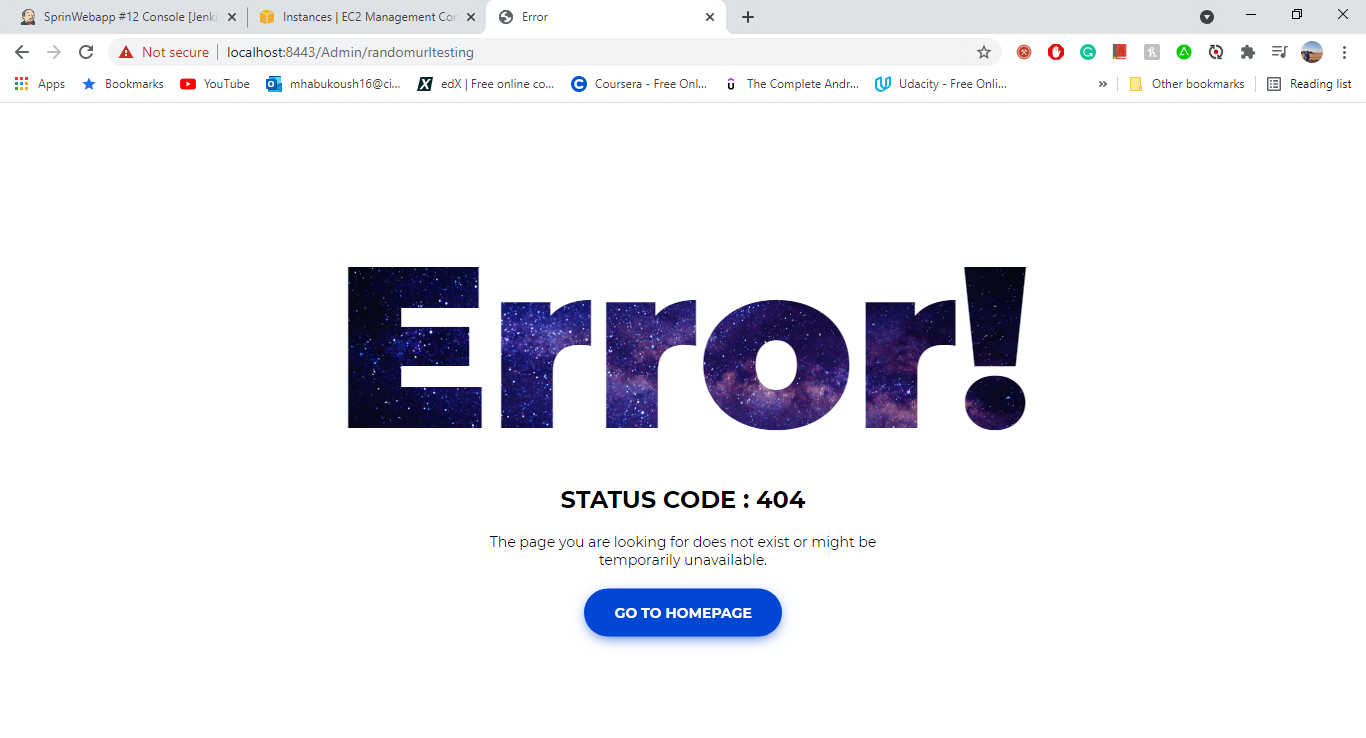 SprinWebapp #12 Console [Jenki
Instances | EC2 Management Con
Error
Not secure
localhost:8443/Admin/randomurltesting
Apps
Bookmarks
YouTube
mhabukoush16@ci...
edX | Free online co...
Coursera - Free Onl...
The Complete Andr...
Udacity - Free Onli...
»
Other bookmarks
Reading list
Error!
STATUS CODE : 404
The page you are looking for does not exist or might be
temporarily unavailable.
GO TO HOMEPAGE